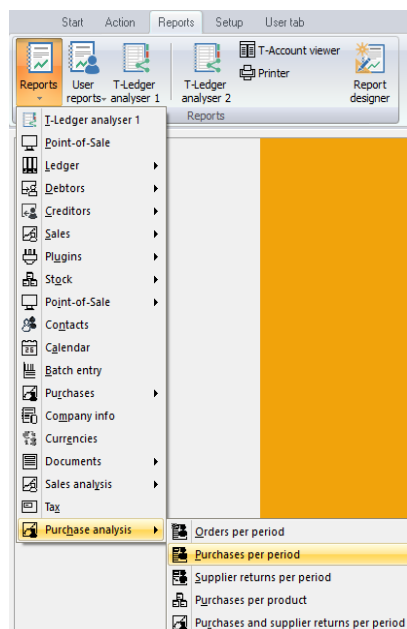 Start Action Reports Setup User tab
Reports User reports T-Ledger analyser 1 T-Ledger analyser 2 T-Account viewer Printer Report designer
Reports
T-Ledger analyser 1
Point-of-Sale
Ledger
Debtors
Creditors
Sales
Plugins
Stock
Point-of-Sale
Contacts
Calendar
Batch entry
Purchases
Company info
Currencies
Documents
Sales analysis
Tax
Purchase analysis
Orders per period
Purchases per period
Supplier returns per period
Purchases per product
Purchases and supplier returns per period